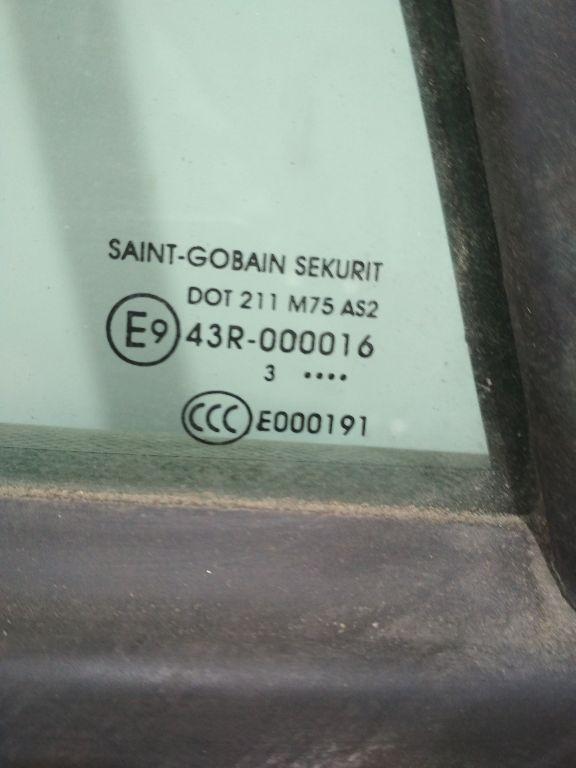 SAINT-GOBAIN SEKURIT
DOT 211 M75 AS2
E9 43R-000016
3 ••••
CCC E000191